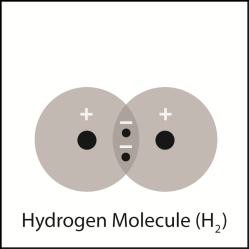 + – +
–
Hydrogen Molecule (H₂)